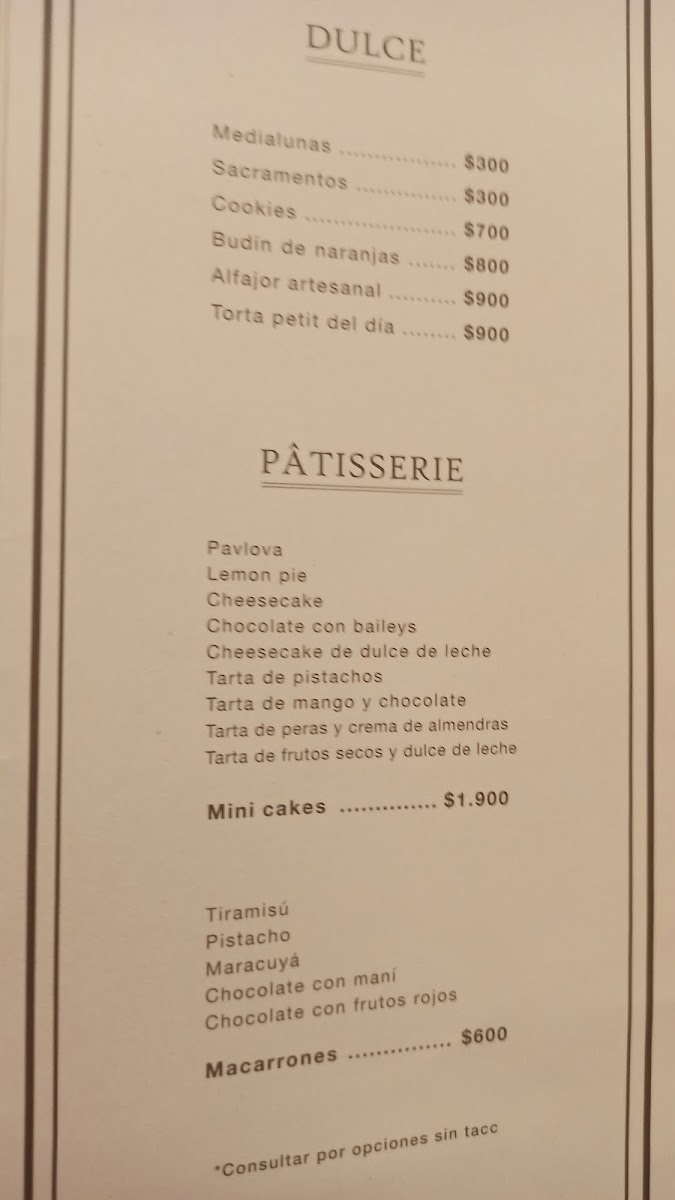 DULCE
Medialunas ................ $300
Sacramentos .............. $300
Cookies ..................... $700
Budín de naranjas ....... $800
Alfajor artesanal .......... $900
Torta petit del día ........ $900
PÂTISSERIE
Pavlova
Lemon pie
Cheesecake
Chocolate con baileys
Cheesecake de dulce de leche
Tarta de pistachos
Tarta de mango y chocolate
Tarta de peras y crema de almendras
Tarta de frutos secos y dulce de leche
Mini cakes .............. $1.900
Tiramisú
Pistacho
Maracuyá
Chocolate con maní
Chocolate con frutos rojos
Macarrones ............... $600
*Consultar por opciones sin tacc